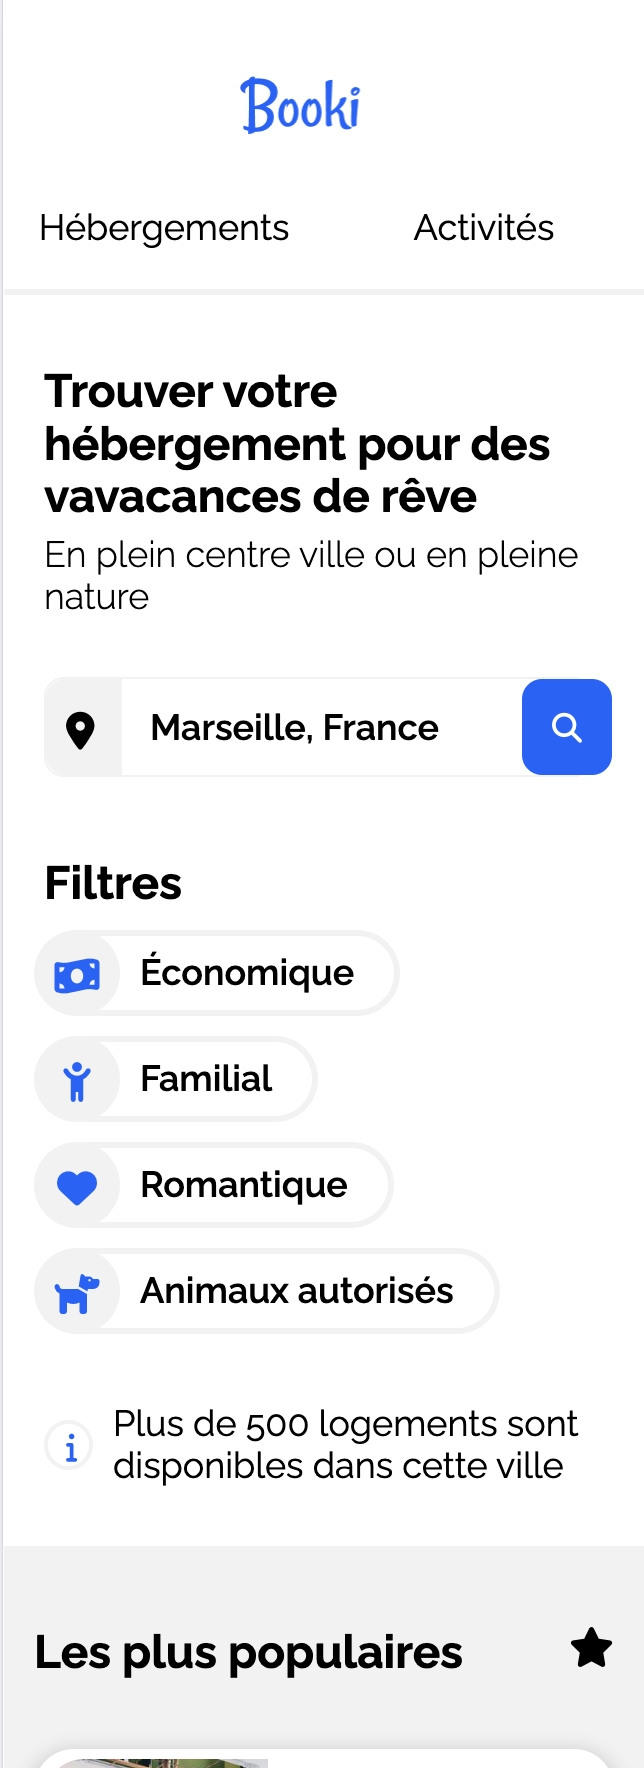 Booki
Hébergements Activités
Trouver votre
hébergement pour des
vavacances de rêve
En plein centre ville ou en pleine
nature
Marseille, France
Filtres
Économique
Familial
Romantique
Animaux autorisés
Plus de 500 logements sont
disponibles dans cette ville
Les plus populaires